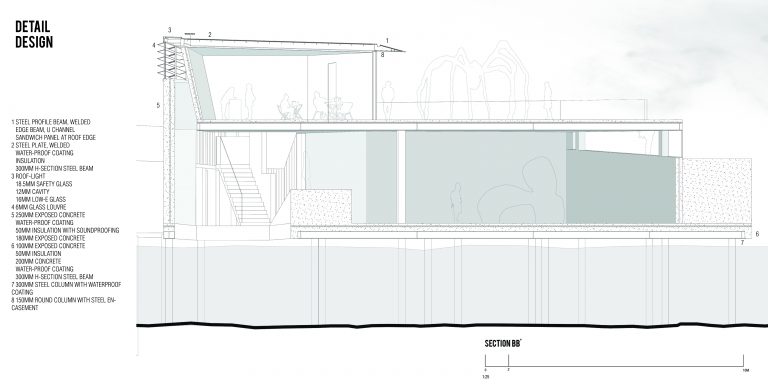 DETAIL
DESIGN
1 STEEL PROFILE BEAM, WELDED
EDGE BEAM, U CHANNEL
SANDWICH PANEL AT ROOF EDGE
2 STEEL PLATE, WELDED
WATER-PROOF COATING
INSULATION
300MM H-SECTION STEEL BEAM
3 ROOF-LIGHT
18.5MM SAFETY GLASS
12MM CAVITY
16MM LOW-E GLASS
4 6MM GLASS LOUVRE
5 250MM EXPOSED CONCRETE
WATER-PROOF COATING
50MM INSULATION WITH SOUNDPROOFING
180MM EXPOSED CONCRETE
6 100MM EXPOSED CONCRETE
50MM INSULATION
200MM CONCRETE
WATER-PROOF COATING
300MM H-SECTION STEEL BEAM
7 300MM STEEL COLUMN WITH WATERPROOF
COATING
8 150MM ROUND COLUMN WITH STEEL EN-
CASEMENT
3
2
1
4
8
5
6
7
SECTION BB'
0 2 10M
1:25